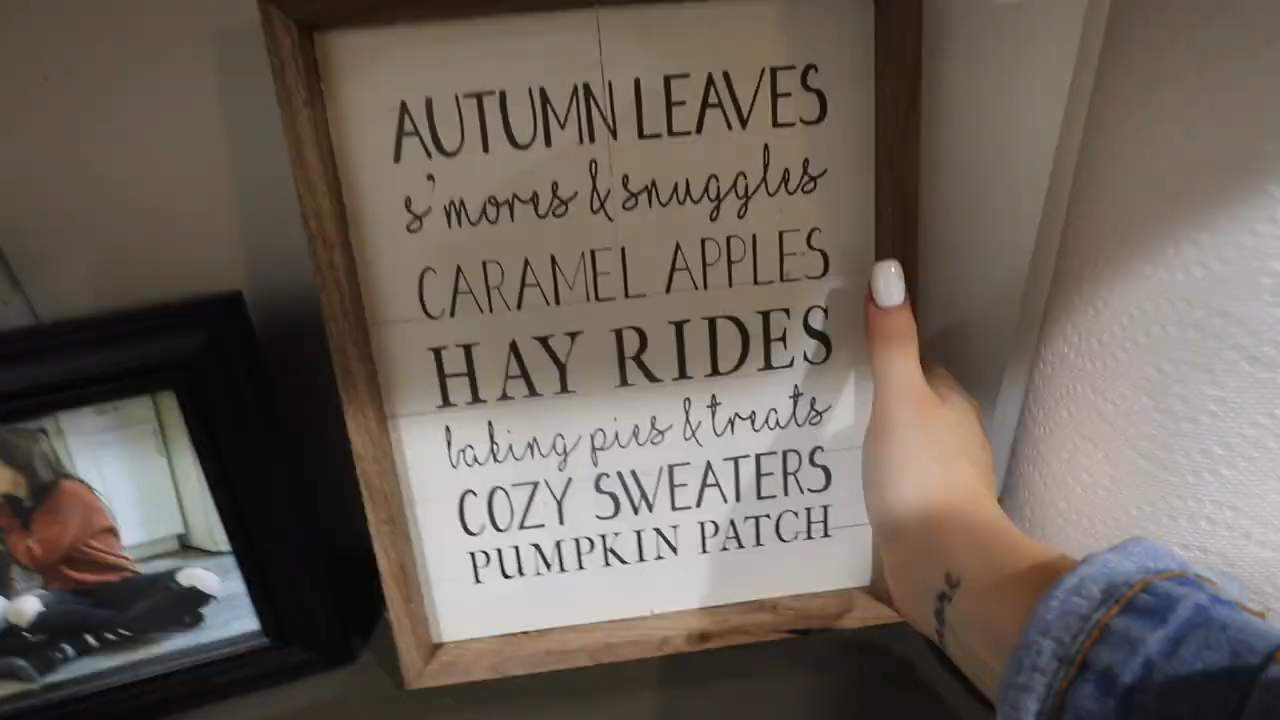 AUTUMN LEAVES
s'mores & snuggles
CARAMEL APPLES
HAY RIDES
baking pies & treats
COZY SWEATERS
PUMPKIN PATCH